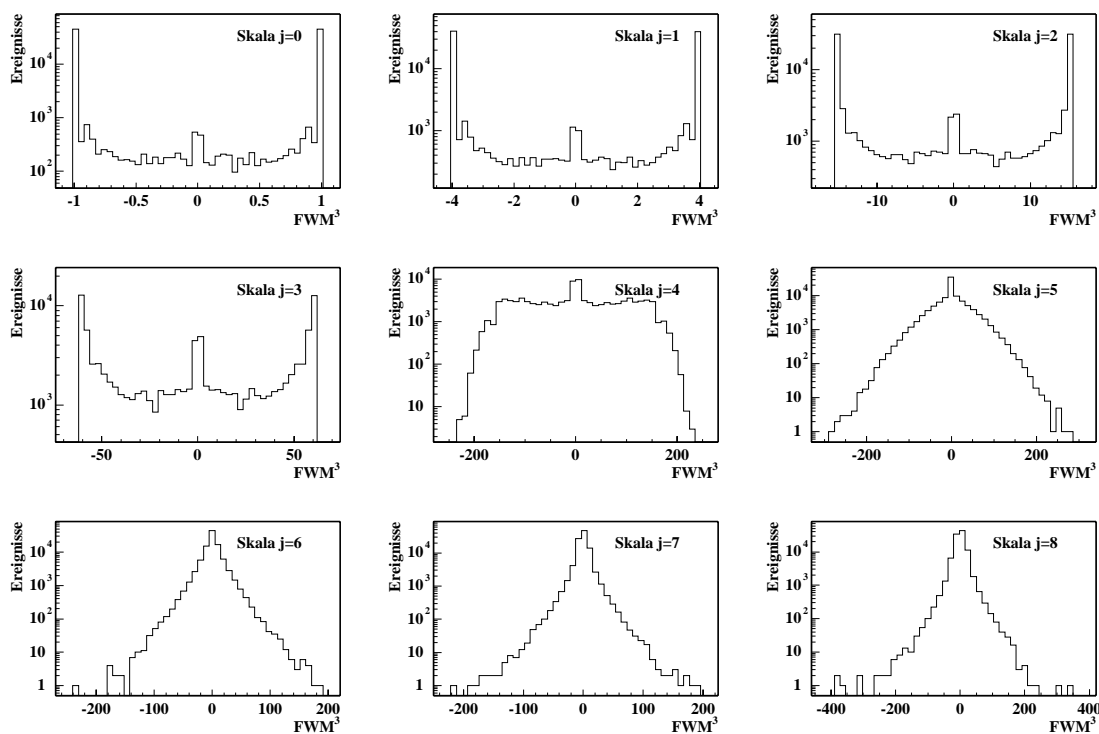 Ereignisse
Skala j=0
10^4
10^3
10^2
-1 -0.5 0 0.5 1
FWM^3
Ereignisse
Skala j=1
10^4
10^3
-4 -2 0 2 4
FWM^3
Ereignisse
Skala j=2
10^4
10^3
-10 0 10
FWM^3
Ereignisse
Skala j=3
10^4
10^3
-50 0 50
FWM^3
Ereignisse
Skala j=4
10^4
10^3
10^2
10
-200 0 200
FWM^3
Ereignisse
Skala j=5
10^4
10^3
10^2
10
1
-200 0 200
FWM^3
Ereignisse
Skala j=6
10^4
10^3
10^2
10
1
-200 -100 0 100 200
FWM^3
Ereignisse
Skala j=7
10^4
10^3
10^2
10
1
-200 -100 0 100 200
FWM^3
Ereignisse
Skala j=8
10^4
10^3
10^2
10
1
-400 -200 0 200 400
FWM^3